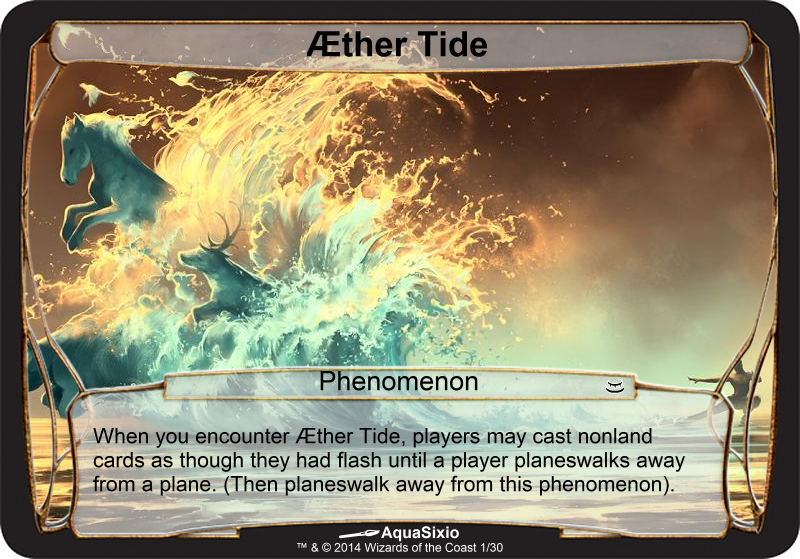 Æther Tide
Phenomenon
When you encounter Æther Tide, players may cast nonland
cards as though they had flash until a player planeswalks away
from a plane. (Then planeswalk away from this phenomenon).
AquaSixio
™ & © 2014 Wizards of the Coast 1/30